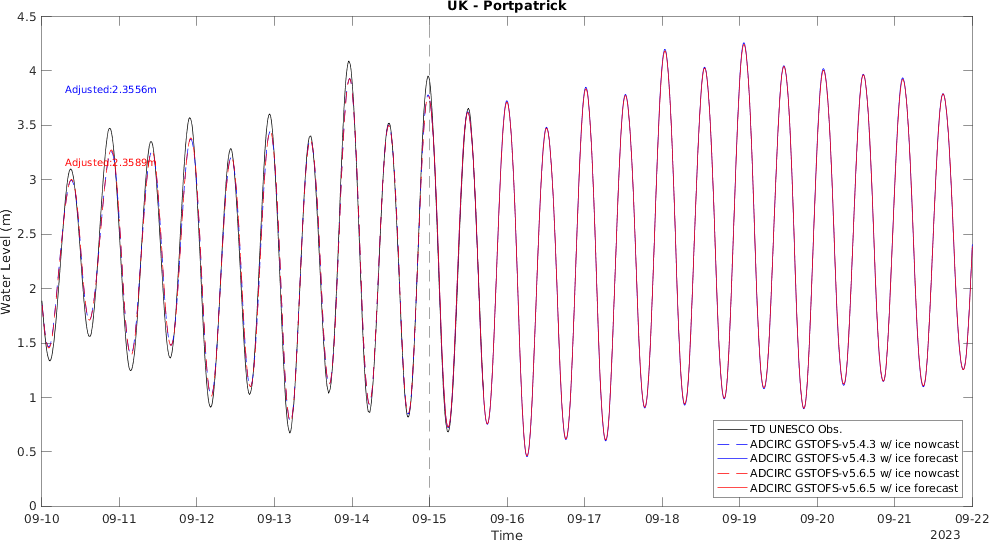 UK - Portpatrick
4.5
4
3.5
3
2.5
2
1.5
1
0.5
0
Water Level (m)
Adjusted:2.3556m
Adjusted:2.3589m
TD UNESCO Obs.
ADCIRC GSTOFS-v5.4.3 w/ ice nowcast
ADCIRC GSTOFS-v5.4.3 w/ ice forecast
ADCIRC GSTOFS-v5.6.5 w/ ice nowcast
ADCIRC GSTOFS-v5.6.5 w/ ice forecast
09-10 09-11 09-12 09-13 09-14 09-15 09-16 09-17 09-18 09-19 09-20 09-21 09-22
Time
2023